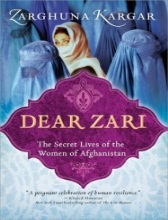 ZARGHUNA KARGAR
DEAR ZARI
The Secret Lives of the
Women of Afghanistan
"A poignant celebration of human resilience."